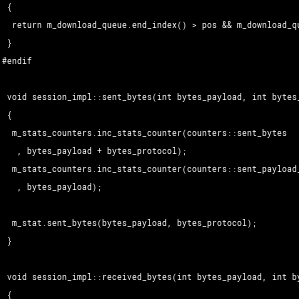 {
return m_download_queue.end_index() > pos && m_download_qu
}
#endif
void session_impl::sent_bytes(int bytes_payload, int bytes_
{
m_stats_counters.inc_stats_counter(counters::sent_bytes
, bytes_payload + bytes_protocol);
m_stats_counters.inc_stats_counter(counters::sent_payload_
, bytes_payload);
m_stat.sent_bytes(bytes_payload, bytes_protocol);
}
void session_impl::received_bytes(int bytes_payload, int by
{